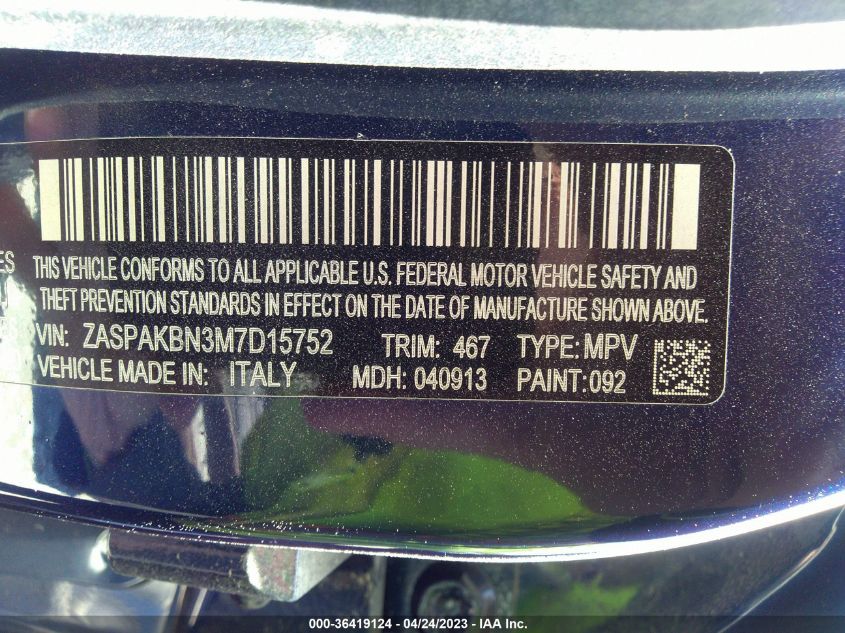 ES
THIS VEHICLE CONFORMS TO ALL APPLICABLE U.S. FEDERAL MOTOR VEHICLE SAFETY AND
THEFT PREVENTION STANDARDS IN EFFECT ON THE DATE OF MANUFACTURE SHOWN ABOVE.
VIN: ZASPAKBN3M7D15752 TRIM: 467 TYPE: MPV
VEHICLE MADE IN: ITALY MDH: 040913 PAINT:092
000-36419124 - 04/24/2023 - © IAA Inc.